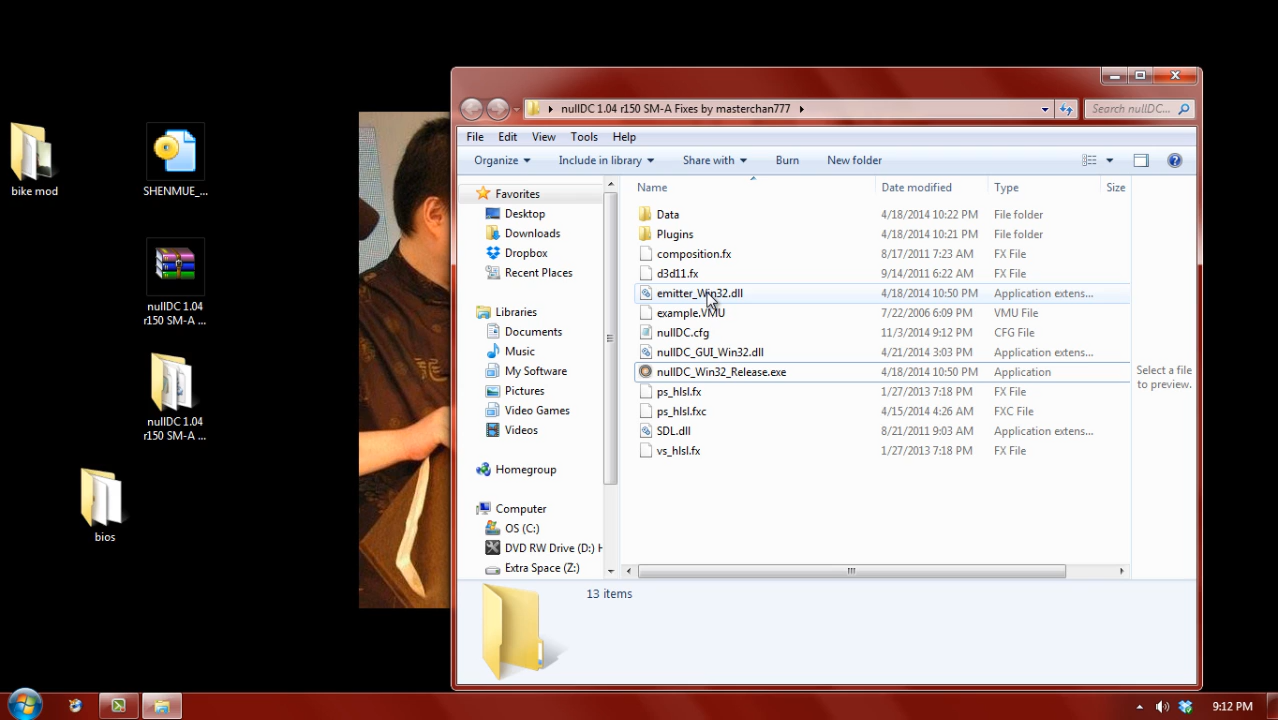 bike mod
SHENMUE_...
nullDC 1.04
r150 SM-A ...
nullDC 1.04
r150 SM-A ...
bios
nullDC 1.04 r150 SM-A Fixes by masterchan777
Search nullDC...
File Edit View Tools Help
Organize Include in library Share with Burn New folder
Name Date modified Type Size
Favorites
Desktop
Downloads
Dropbox
Recent Places
Libraries
Documents
Music
My Software
Pictures
Video Games
Videos
Homegroup
Computer
OS (C:)
DVD RW Drive (D:) H
Extra Space (Z:)
Data 4/18/2014 10:22 PM File folder
Plugins 4/18/2014 10:21 PM File folder
composition.fx 8/17/2011 7:23 AM FX File
d3d11.fx 9/14/2011 6:22 AM FX File
emitter_Win32.dll 4/18/2014 10:50 PM Application extens...
example.VMU 7/22/2006 6:09 PM VMU File
nullDC.cfg 11/3/2014 9:12 PM CFG File
nullDC_GUI_Win32.dll 4/21/2014 3:03 PM Application extens...
nullDC_Win32_Release.exe 4/18/2014 10:50 PM Application
ps_hlsl.fx 1/27/2013 7:18 PM FX File
ps_hlsl.fxc 4/15/2014 4:26 AM FXC File
SDL.dll 8/21/2011 9:03 AM Application extens...
vs_hlsl.fx 1/27/2013 7:18 PM FX File
Select a file
to preview.
13 items
9:12 PM